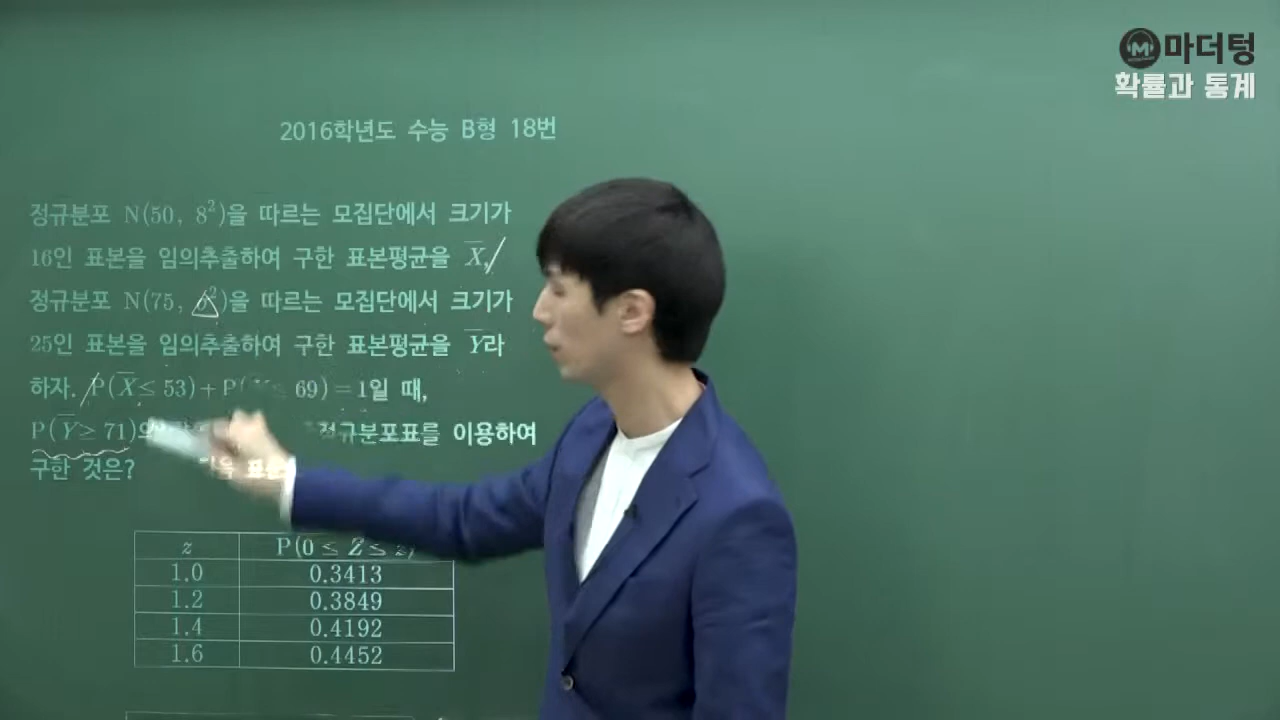 마더텅
확률과 통계
2016학년도 수능 B형 18번
정규분포 N(50, 8²)을 따르는 모집단에서 크기가
16인 표본을 임의추출하여 구한 표본평균을 X̄,
정규분포 N(75, σ²)을 따르는 모집단에서 크기가
25인 표본을 임의추출하여 구한 표본평균을 Y̅라
하자. P(X̄ ≤ 53) + P( 69) = 1일 때,
P(Y̅ ≥ 71) 정규분포표를 이용하여
구한 것은?
z P(0 ≤ Z ≤ z)
1.0 0.3413
1.2 0.3849
1.4 0.4192
1.6 0.4452